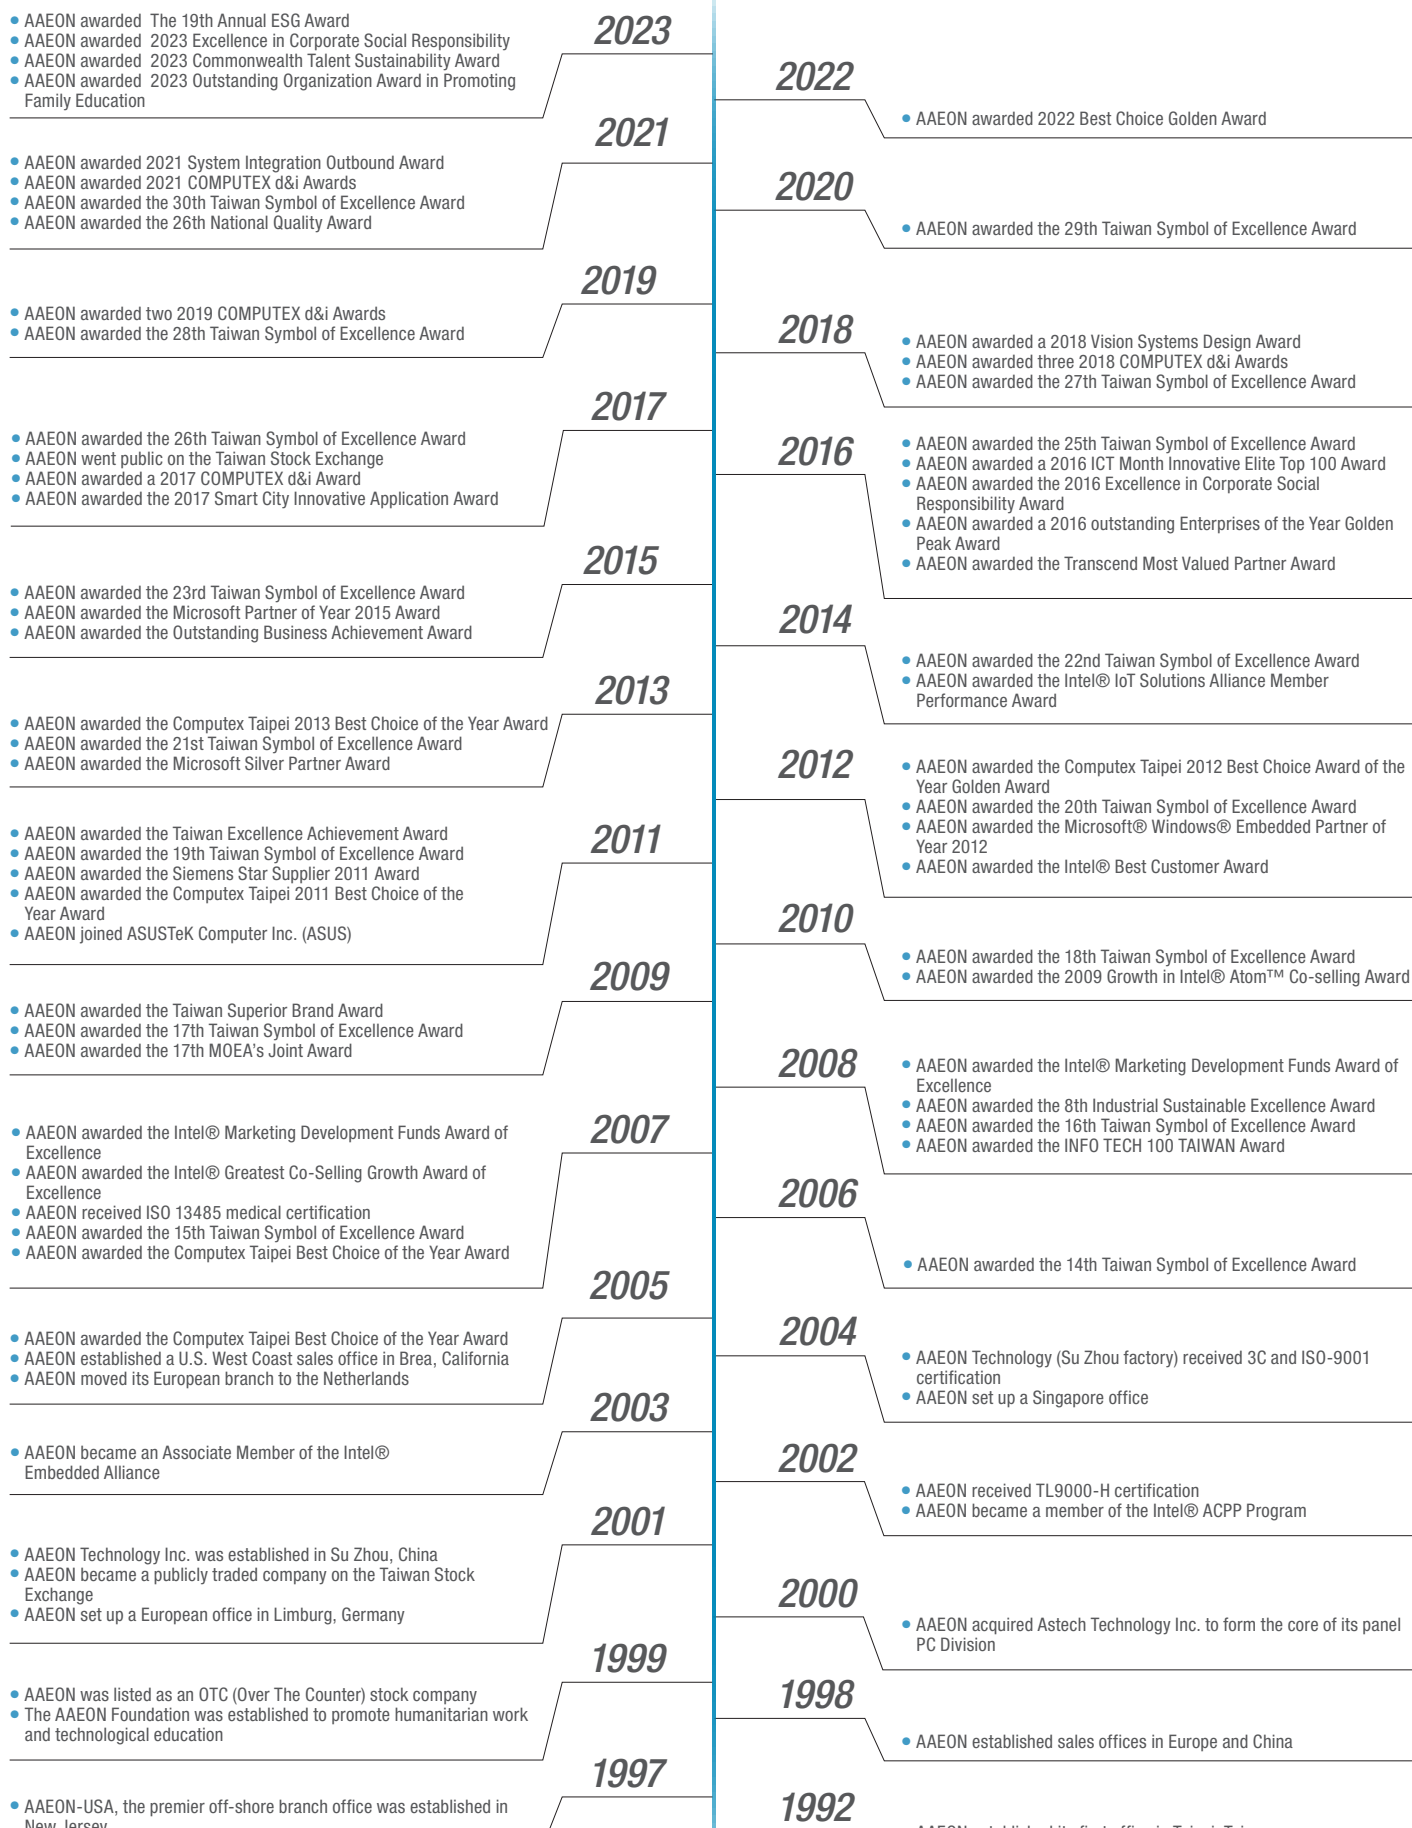 2023
AAEON awarded The 19th Annual ESG Award
AAEON awarded 2023 Excellence in Corporate Social Responsibility
AAEON awarded 2023 Commonwealth Talent Sustainability Award
AAEON awarded 2023 Outstanding Organization Award in Promoting
Family Education
2022
AAEON awarded 2022 Best Choice Golden Award
2021
AAEON awarded 2021 System Integration Outbound Award
AAEON awarded 2021 COMPUTEX d&i Awards
AAEON awarded the 30th Taiwan Symbol of Excellence Award
AAEON awarded the 26th National Quality Award
2020
AAEON awarded the 29th Taiwan Symbol of Excellence Award
2019
AAEON awarded two 2019 COMPUTEX d&i Awards
AAEON awarded the 28th Taiwan Symbol of Excellence Award
2018
AAEON awarded a 2018 Vision Systems Design Award
AAEON awarded three 2018 COMPUTEX d&i Awards
AAEON awarded the 27th Taiwan Symbol of Excellence Award
2017
AAEON awarded the 26th Taiwan Symbol of Excellence Award
AAEON went public on the Taiwan Stock Exchange
AAEON awarded a 2017 COMPUTEX d&i Award
AAEON awarded the 2017 Smart City Innovative Application Award
2016
AAEON awarded the 25th Taiwan Symbol of Excellence Award
AAEON awarded a 2016 ICT Month Innovative Elite Top 100 Award
AAEON awarded the 2016 Excellence in Corporate Social
Responsibility Award
AAEON awarded a 2016 outstanding Enterprises of the Year Golden
Peak Award
AAEON awarded the Transcend Most Valued Partner Award
2015
AAEON awarded the 23rd Taiwan Symbol of Excellence Award
AAEON awarded the Microsoft Partner of Year 2015 Award
AAEON awarded the Outstanding Business Achievement Award
2014
AAEON awarded the 22nd Taiwan Symbol of Excellence Award
AAEON awarded the Intel® IoT Solutions Alliance Member
Performance Award
2013
AAEON awarded the Computex Taipei 2013 Best Choice of the Year Award
AAEON awarded the 21st Taiwan Symbol of Excellence Award
AAEON awarded the Microsoft Silver Partner Award
2012
AAEON awarded the Computex Taipei 2012 Best Choice Award of the
Year Golden Award
AAEON awarded the 20th Taiwan Symbol of Excellence Award
AAEON awarded the Microsoft® Windows® Embedded Partner of
Year 2012
AAEON awarded the Intel® Best Customer Award
2011
AAEON awarded the Taiwan Excellence Achievement Award
AAEON awarded the 19th Taiwan Symbol of Excellence Award
AAEON awarded the Siemens Star Supplier 2011 Award
AAEON awarded the Computex Taipei 2011 Best Choice of the
Year Award
AAEON joined ASUSTeK Computer Inc. (ASUS)
2010
AAEON awarded the 18th Taiwan Symbol of Excellence Award
AAEON awarded the 2009 Growth in Intel® Atom™ Co-selling Award
2009
AAEON awarded the Taiwan Superior Brand Award
AAEON awarded the 17th Taiwan Symbol of Excellence Award
AAEON awarded the 17th MOEA's Joint Award
2008
AAEON awarded the Intel® Marketing Development Funds Award of
Excellence
AAEON awarded the 8th Industrial Sustainable Excellence Award
AAEON awarded the 16th Taiwan Symbol of Excellence Award
AAEON awarded the INFO TECH 100 TAIWAN Award
2007
AAEON awarded the Intel® Marketing Development Funds Award of
Excellence
AAEON awarded the Intel® Greatest Co-Selling Growth Award of
Excellence
AAEON received ISO 13485 medical certification
AAEON awarded the 15th Taiwan Symbol of Excellence Award
AAEON awarded the Computex Taipei Best Choice of the Year Award
2006
AAEON awarded the 14th Taiwan Symbol of Excellence Award
2005
AAEON awarded the Computex Taipei Best Choice of the Year Award
AAEON established a U.S. West Coast sales office in Brea, California
AAEON moved its European branch to the Netherlands
2004
AAEON Technology (Su Zhou factory) received 3C and ISO-9001
certification
AAEON set up a Singapore office
2003
AAEON became an Associate Member of the Intel®
Embedded Alliance
2002
AAEON received TL9000-H certification
AAEON became a member of the Intel® ACPP Program
2001
AAEON Technology Inc. was established in Su Zhou, China
AAEON became a publicly traded company on the Taiwan Stock
Exchange
AAEON set up a European office in Limburg, Germany
2000
AAEON acquired Astech Technology Inc. to form the core of its panel
PC Division
1999
AAEON was listed as an OTC (Over The Counter) stock company
The AAEON Foundation was established to promote humanitarian work
and technological education
1998
AAEON established sales offices in Europe and China
1997
AAEON-USA, the premier off-shore branch office was established in
New Jersey
1992